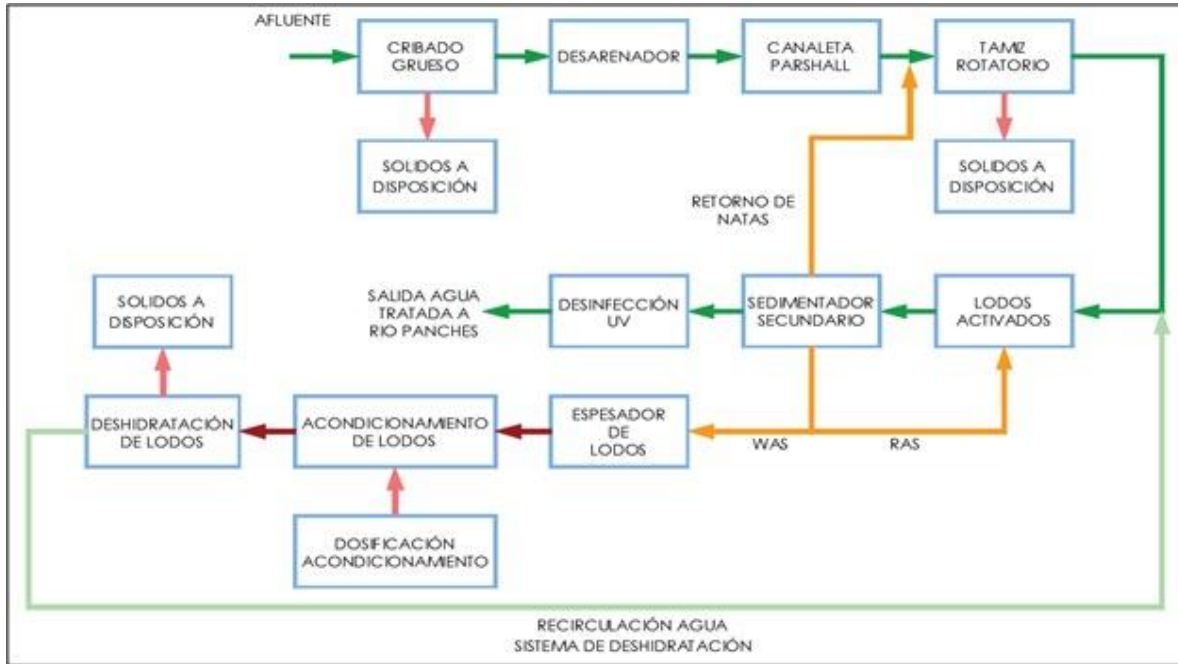 AFLUENTE
CRIBADO
GRUESO
DESARENADOR
CANALETA
PARSHALL
TAMIZ
ROTATORIO
SOLIDOS A
DISPOSICIÓN
SOLIDOS A
DISPOSICIÓN
RETORNO DE
NATAS
SOLIDOS A
DISPOSICIÓN
SALIDA AGUA
TRATADA A
RIO PANCHES
DESINFECCIÓN
UV
SEDIMENTADOR
SECUNDARIO
LODOS
ACTIVADOS
DESHIDRATACIÓN
DE LODOS
ACONDICIONAMIENTO
DE LODOS
ESPESADOR
DE
LODOS
WAS
RAS
DOSIFICACIÓN
ACONDICIONAMIENTO
RECIRCULACIÓN AGUA
SISTEMA DE DESHIDRATACIÓN